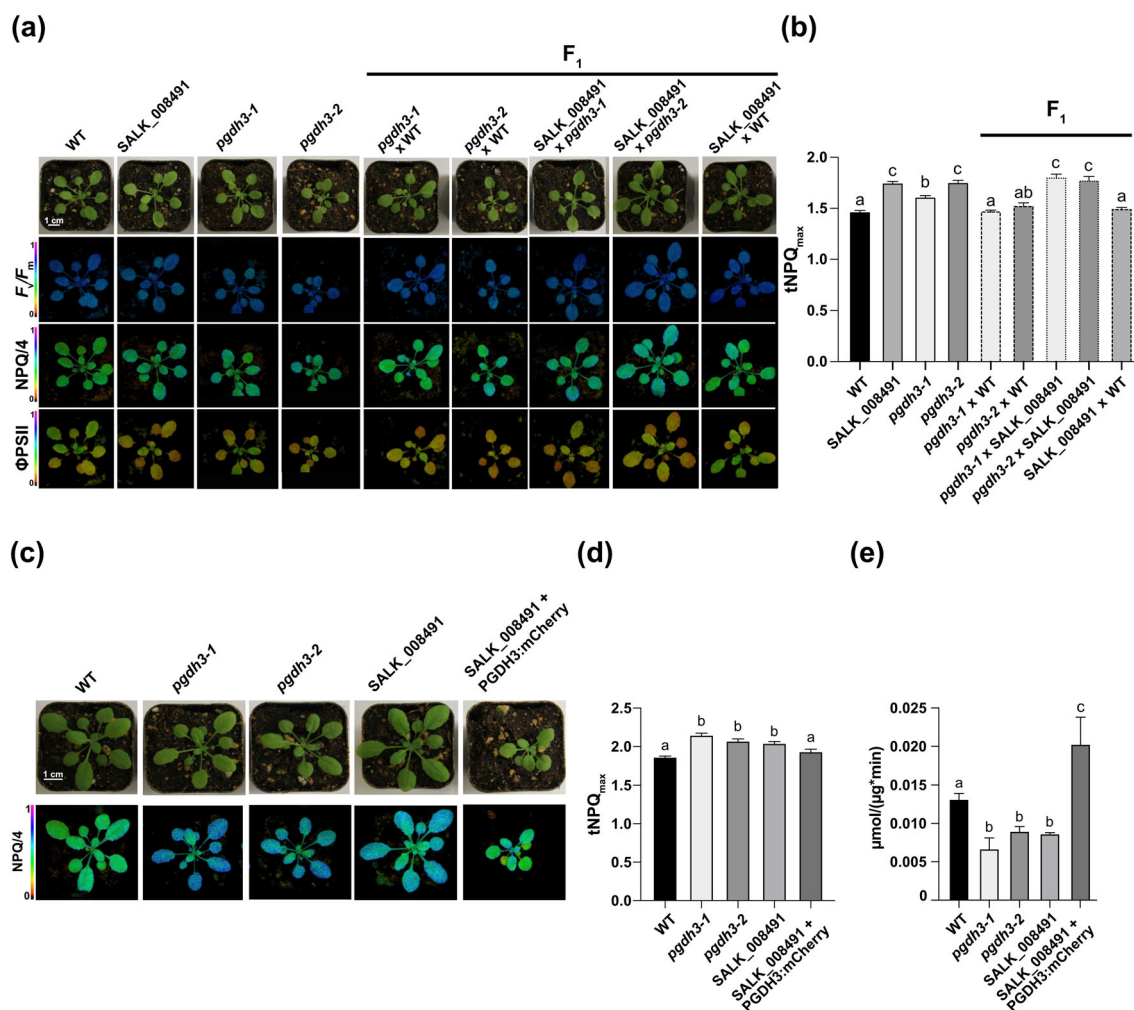 (a)
F1
WT
SALK_008491
pgdh3-1
pgdh3-2
pgdh3-1
x WT
pgdh3-2
x WT
SALK_008491
x pgdh3-1
SALK_008491
x pgdh3-2
SALK_008491
x WT
1 cm
Fv/Fm
1
0
NPQ/4
1
0
ΦPSII
1
0
(b)
F1
tNPQmax
2.0
1.5
1.0
0.5
0.0
a
c
b
c
a
ab
c
c
a
WT
SALK_008491
pgdh3-1
pgdh3-2
pgdh3-1 x WT
pgdh3-2 x WT
pgdh3-1 x SALK_008491
pgdh3-2 x SALK_008491
SALK_008491 x WT
(c)
WT
pgdh3-1
pgdh3-2
SALK_008491
SALK_008491 +
PGDH3:mCherry
1 cm
NPQ/4
1
0
(d)
tNPQmax
2.5
2.0
1.5
1.0
0.5
0.0
a
b
b
b
a
WT
pgdh3-1
pgdh3-2
SALK_008491
SALK_008491 +
PGDH3:mCherry
(e)
µmol/(µg*min)
0.025
0.020
0.015
0.010
0.005
0
a
b
b
b
c
WT
pgdh3-1
pgdh3-2
SALK_008491
SALK_008491 +
PGDH3:mCherry